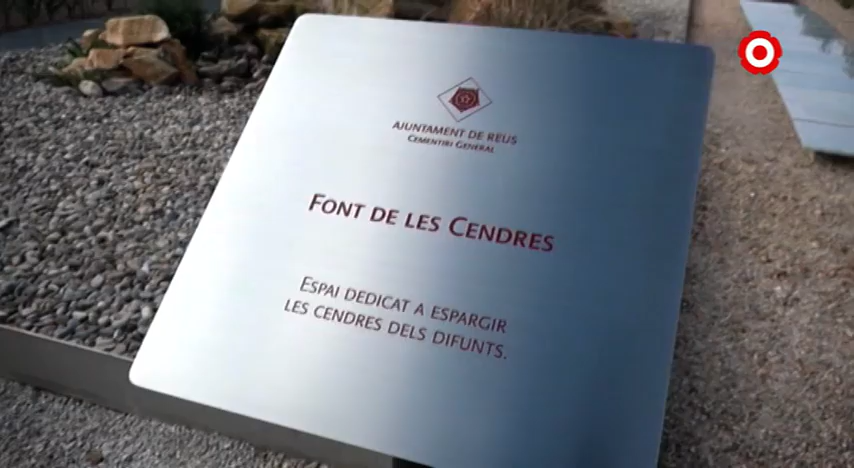 AJUNTAMENT DE REUS
CEMENTIRI GENERAL
FONT DE LES CENDRES
ESPAI DEDICAT A ESPARGIR
LES CENDRES DELS DIFUNTS.